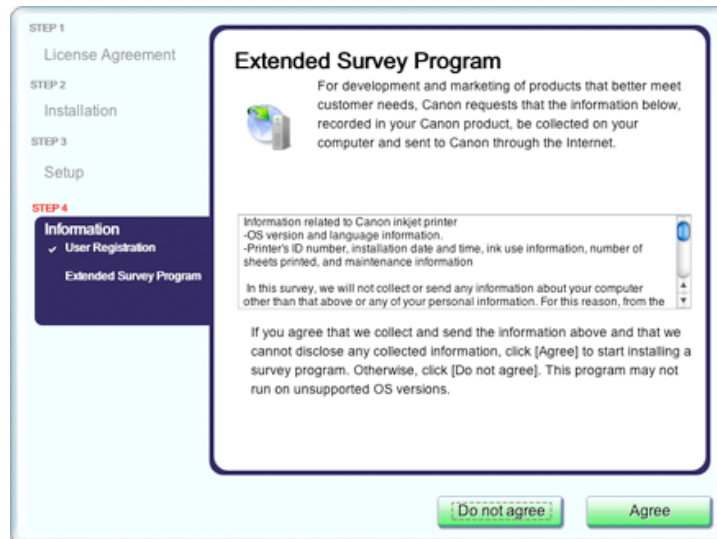 STEP 1
License Agreement
STEP 2
Installation
STEP 3
Setup
STEP 4
Information
User Registration
Extended Survey Program
Extended Survey Program
For development and marketing of products that better meet
customer needs, Canon requests that the information below,
recorded in your Canon product, be collected on your
computer and sent to Canon through the Internet.
Information related to Canon inkjet printer
-OS version and language information.
-Printer's ID number, installation date and time, ink use information, number of
sheets printed, and maintenance information
In this survey, we will not collect or send any information about your computer
other than that above or any of your personal information. For this reason, from the
If you agree that we collect and send the information above and that we
cannot disclose any collected information, click [Agree] to start installing a
survey program. Otherwise, click [Do not agree]. This program may not
run on unsupported OS versions.
Do not agree
Agree